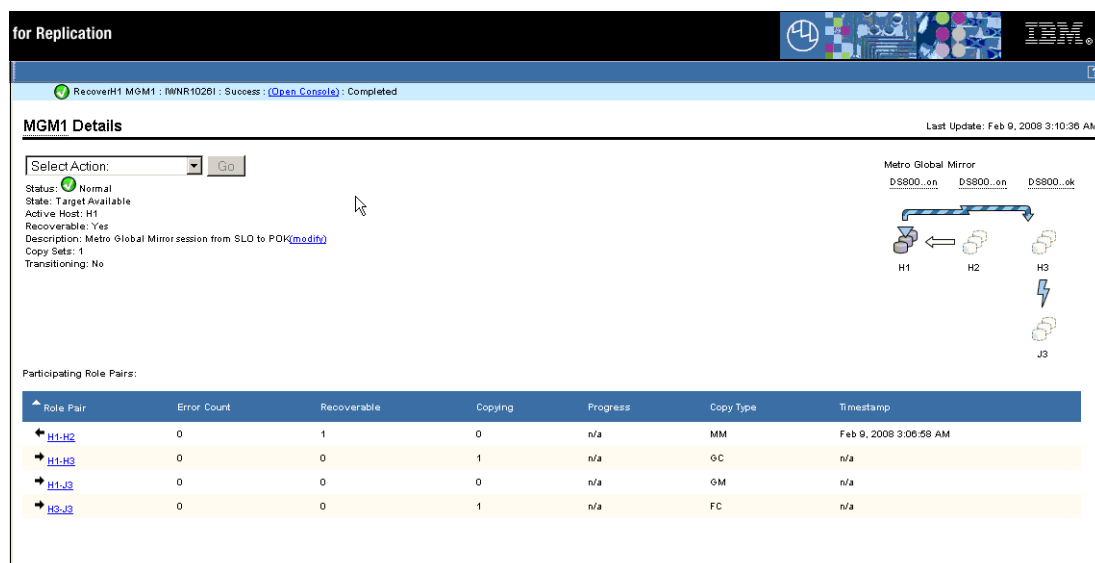 for Replication
IBM®
RecoverH1 MGM1 : IWNR1026I : Success : (Open Console) : Completed
MGM1 Details
Last Update: Feb 9, 2008 3:10:36 AM
Select Action:
Go
Status: Normal
State: Target Available
Active Host: H1
Recoverable: Yes
Description: Metro Global Mirror session from SLO to POK(modify)
Copy Sets: 1
Transitioning: No
Metro Global Mirror
DS800..on DS800..on DS800..ok
H1 H2 H3
J3
Participating Role Pairs:
Role Pair Error Count Recoverable Copying Progress Copy Type Timestamp
H1-H2 0 1 0 n/a MM Feb 9, 2008 3:06:58 AM
H1-H3 0 0 1 n/a GC n/a
H1-J3 0 0 0 n/a GM n/a
H3-J3 0 0 1 n/a FC n/a